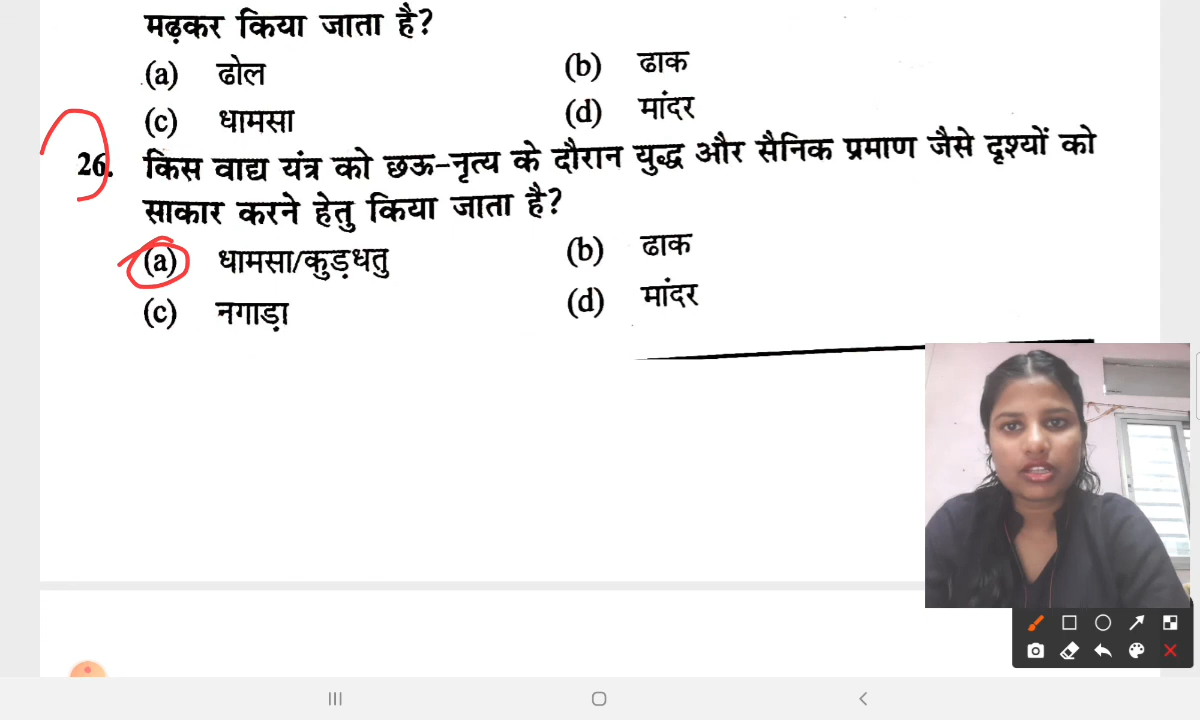 मढ़कर किया जाता है?
(a) ढोल (b) ढाक
(c) धामसा (d) मांदर
26. किस वाद्य यंत्र को छऊ-नृत्य के दौरान युद्ध और सैनिक प्रमाण जैसे दृश्यों को
साकार करने हेतु किया जाता है?
(a) धामसा/कुड़धतु (b) ढाक
(c) नगाड़ा (d) मांदर